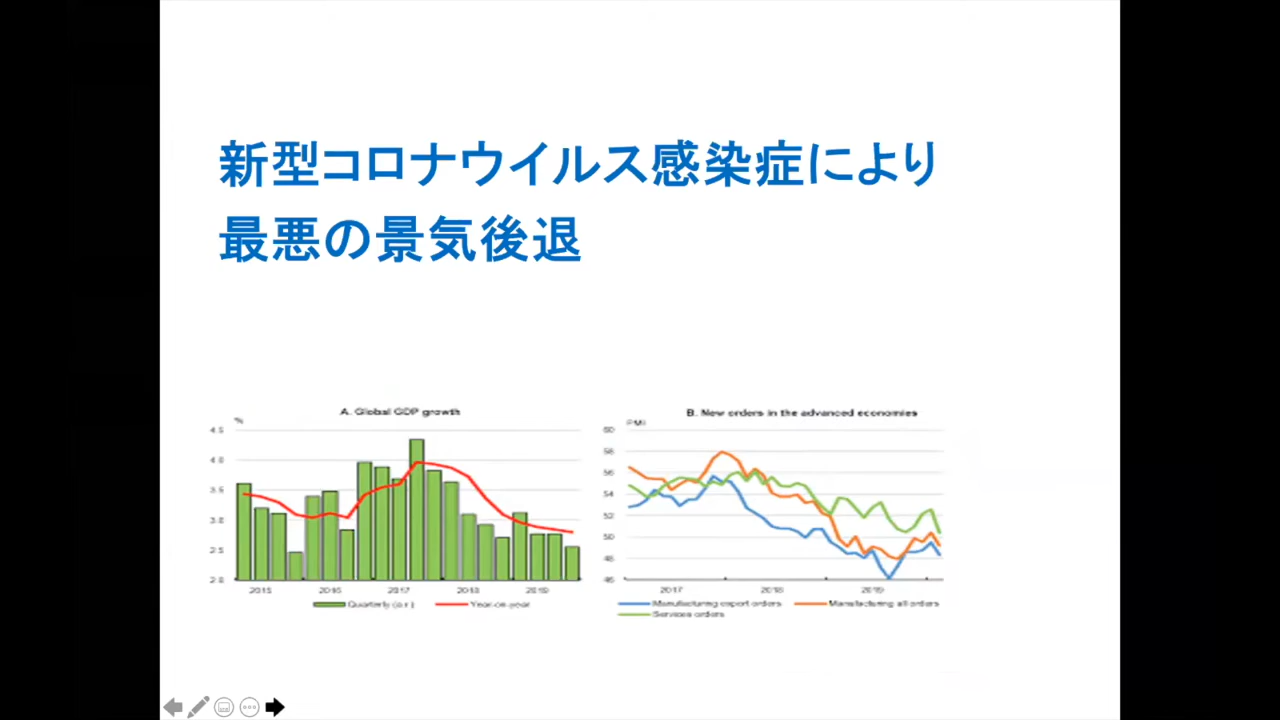 新型コロナウイルス感染症により
最悪の景気後退
A. Global GDP growth
%
4.5
4.0
3.5
3.0
2.5
2.0
2015 2016 2017 2018 2019
Quarterly (a.r.) Year-on-year
B. New orders in the advanced economies
PMI
60
58
56
54
52
50
48
46
2017 2018 2019
Manufacturing export orders Manufacturing all orders
Services orders